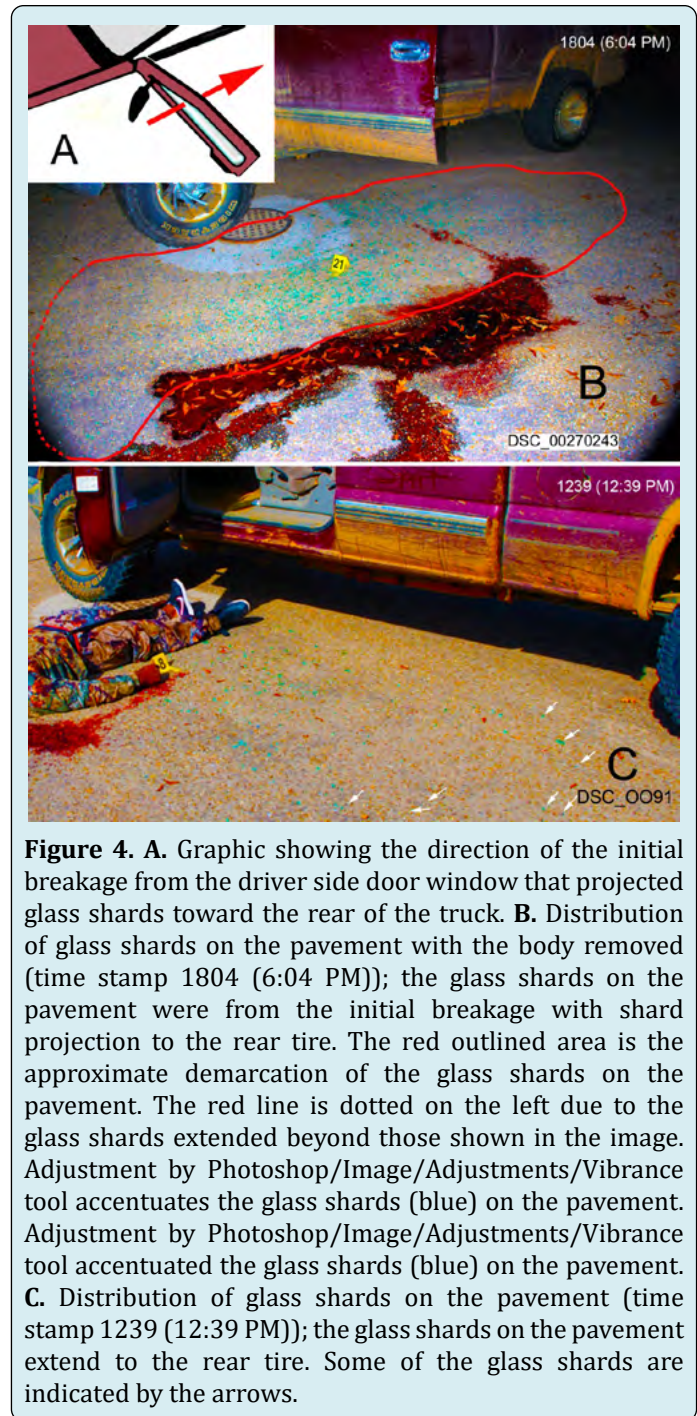 1804 (6:04 PM)
A
21
B
DSC_00270243
1239 (12:39 PM)
8
C
DSC_OO91
Figure 4. A. Graphic showing the direction of the initial
breakage from the driver side door window that projected
glass shards toward the rear of the truck. B. Distribution
of glass shards on the pavement with the body removed
(time stamp 1804 (6:04 PM)); the glass shards on the
pavement were from the initial breakage with shard
projection to the rear tire. The red outlined area is the
approximate demarcation of the glass shards on the
pavement. The red line is dotted on the left due to the
glass shards extended beyond those shown in the image.
Adjustment by Photoshop/Image/Adjustments/Vibrance
tool accentuates the glass shards (blue) on the pavement.
Adjustment by Photoshop/Image/Adjustments/Vibrance
tool accentuated the glass shards (blue) on the pavement.
C. Distribution of glass shards on the pavement (time
stamp 1239 (12:39 PM)); the glass shards on the pavement
extend to the rear tire. Some of the glass shards are
indicated by the arrows.